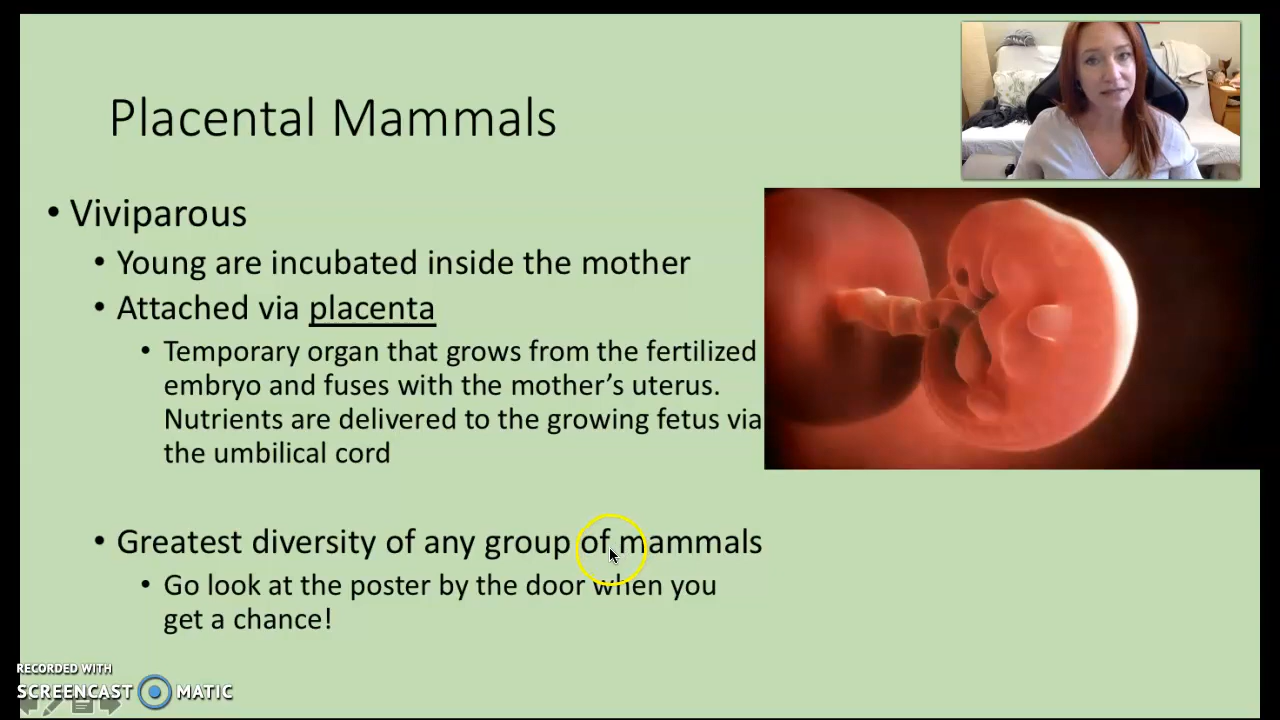 Placental Mammals
• Viviparous
• Young are incubated inside the mother
• Attached via placenta
• Temporary organ that grows from the fertilized
embryo and fuses with the mother’s uterus.
Nutrients are delivered to the growing fetus via
the umbilical cord
• Greatest diversity of any group of mammals
• Go look at the poster by the door when you
get a chance!
RECORDED WITH
SCREENCAST MATIC